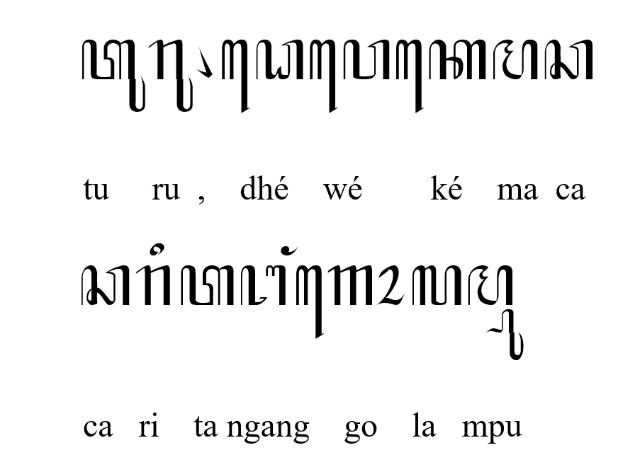 ꦠꦸꦫꦸ꧈ꦝꦺꦮꦺꦏꦺꦩꦕ
tu ru , dhé wé ké ma ca
ꦕꦫꦶꦠꦔꦁꦒꦺꦴꦭꦩ꧀ꦥꦸ
ca ri ta ngang go la mpu